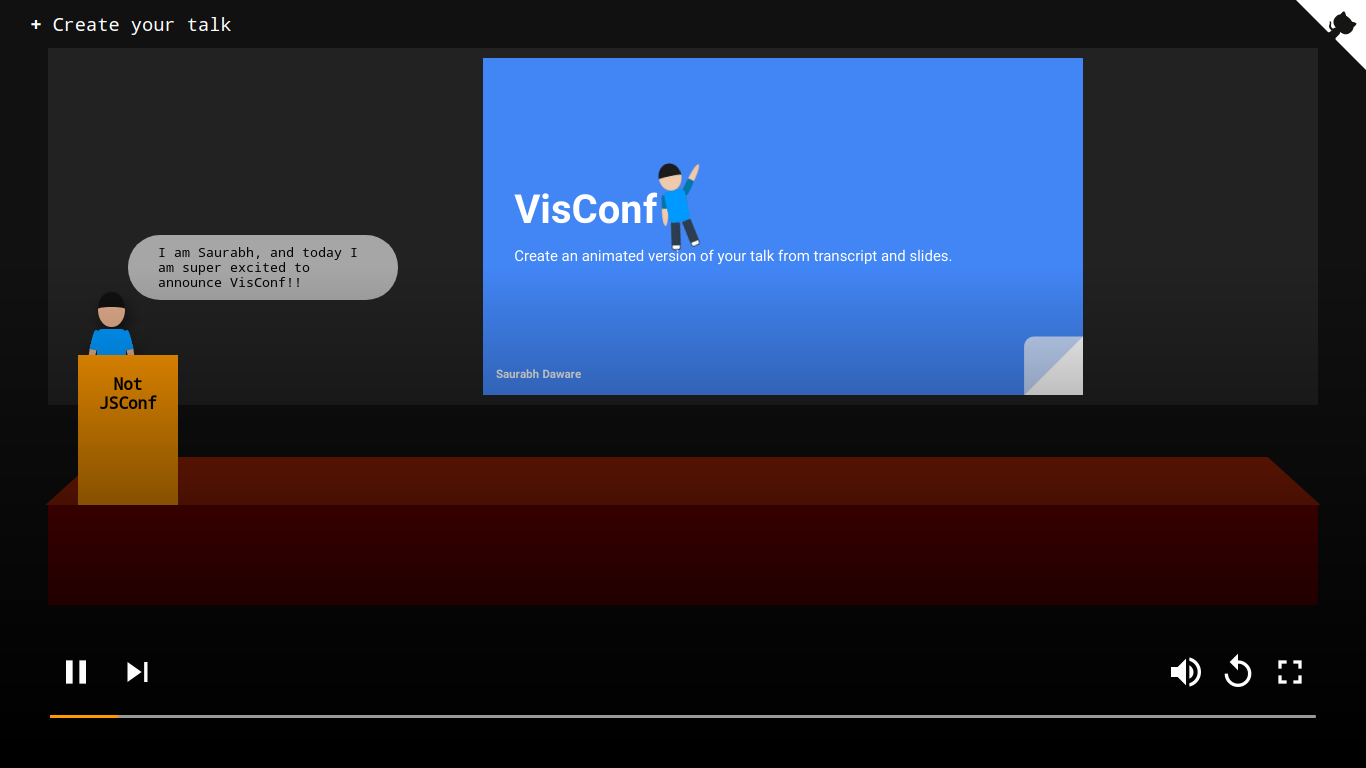 + Create your talk
VisConf
Create an animated version of your talk from transcript and slides.
Saurabh Daware
I am Saurabh, and today I
am super excited to
announce VisConf!!
Not
JSConf